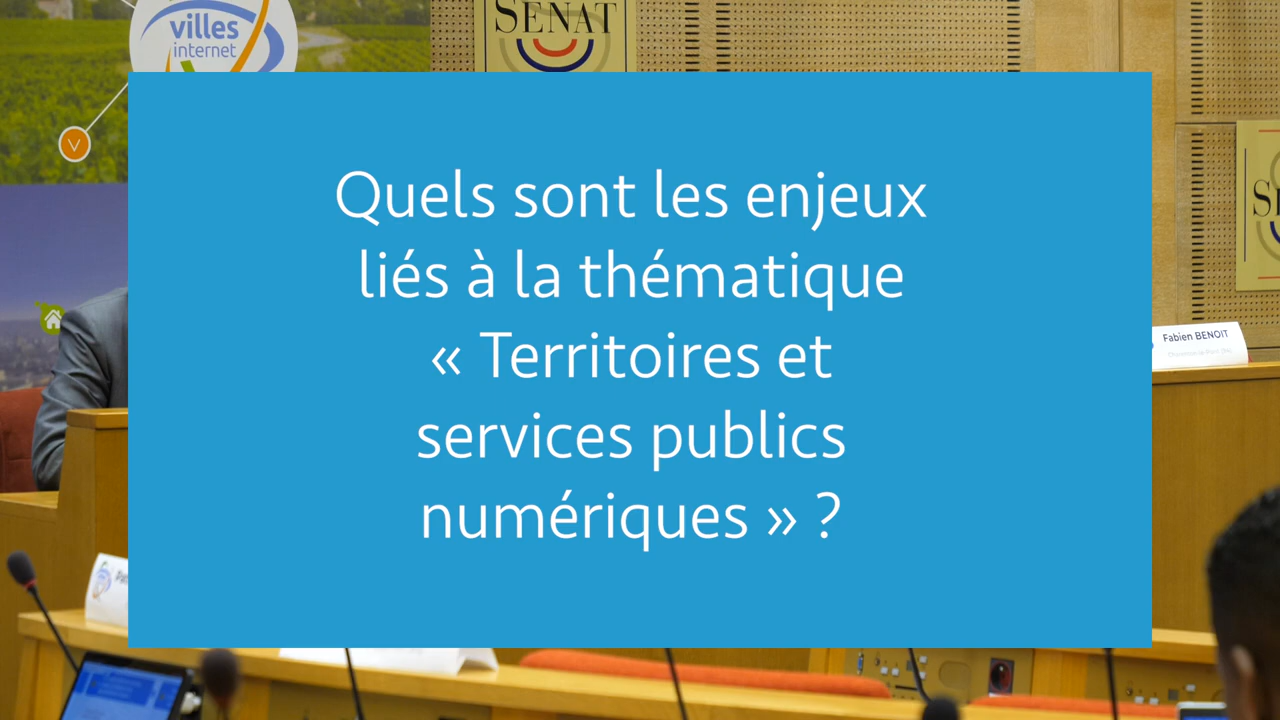 villes
internet
SENAT
Quels sont les enjeux
liés à la thématique
« Territoires et
services publics
numériques » ?
Fabien BENOIT